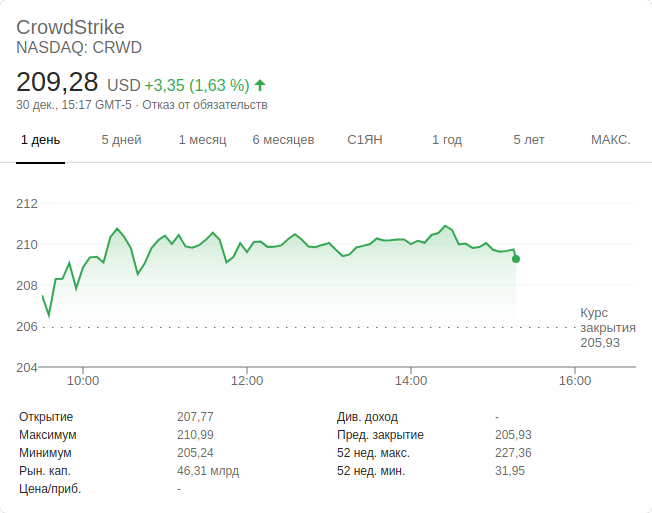 CrowdStrike
NASDAQ: CRWD
209,28 USD +3,35 (1,63 %)
30 дек., 15:17 GMT-5 · Отказ от обязательств
1 день 5 дней 1 месяц 6 месяцев С1ЯН 1 год 5 лет МАКС.
212
210
208
206
204
Курс
закрытия
205,93
10:00 12:00 14:00 16:00
Открытие 207,77 Див. доход -
Максимум 210,99 Пред. закрытие 205,93
Минимум 205,24 52 нед. макс. 227,36
Рын. кап. 46,31 млрд 52 нед. мин. 31,95
Цена/приб. -